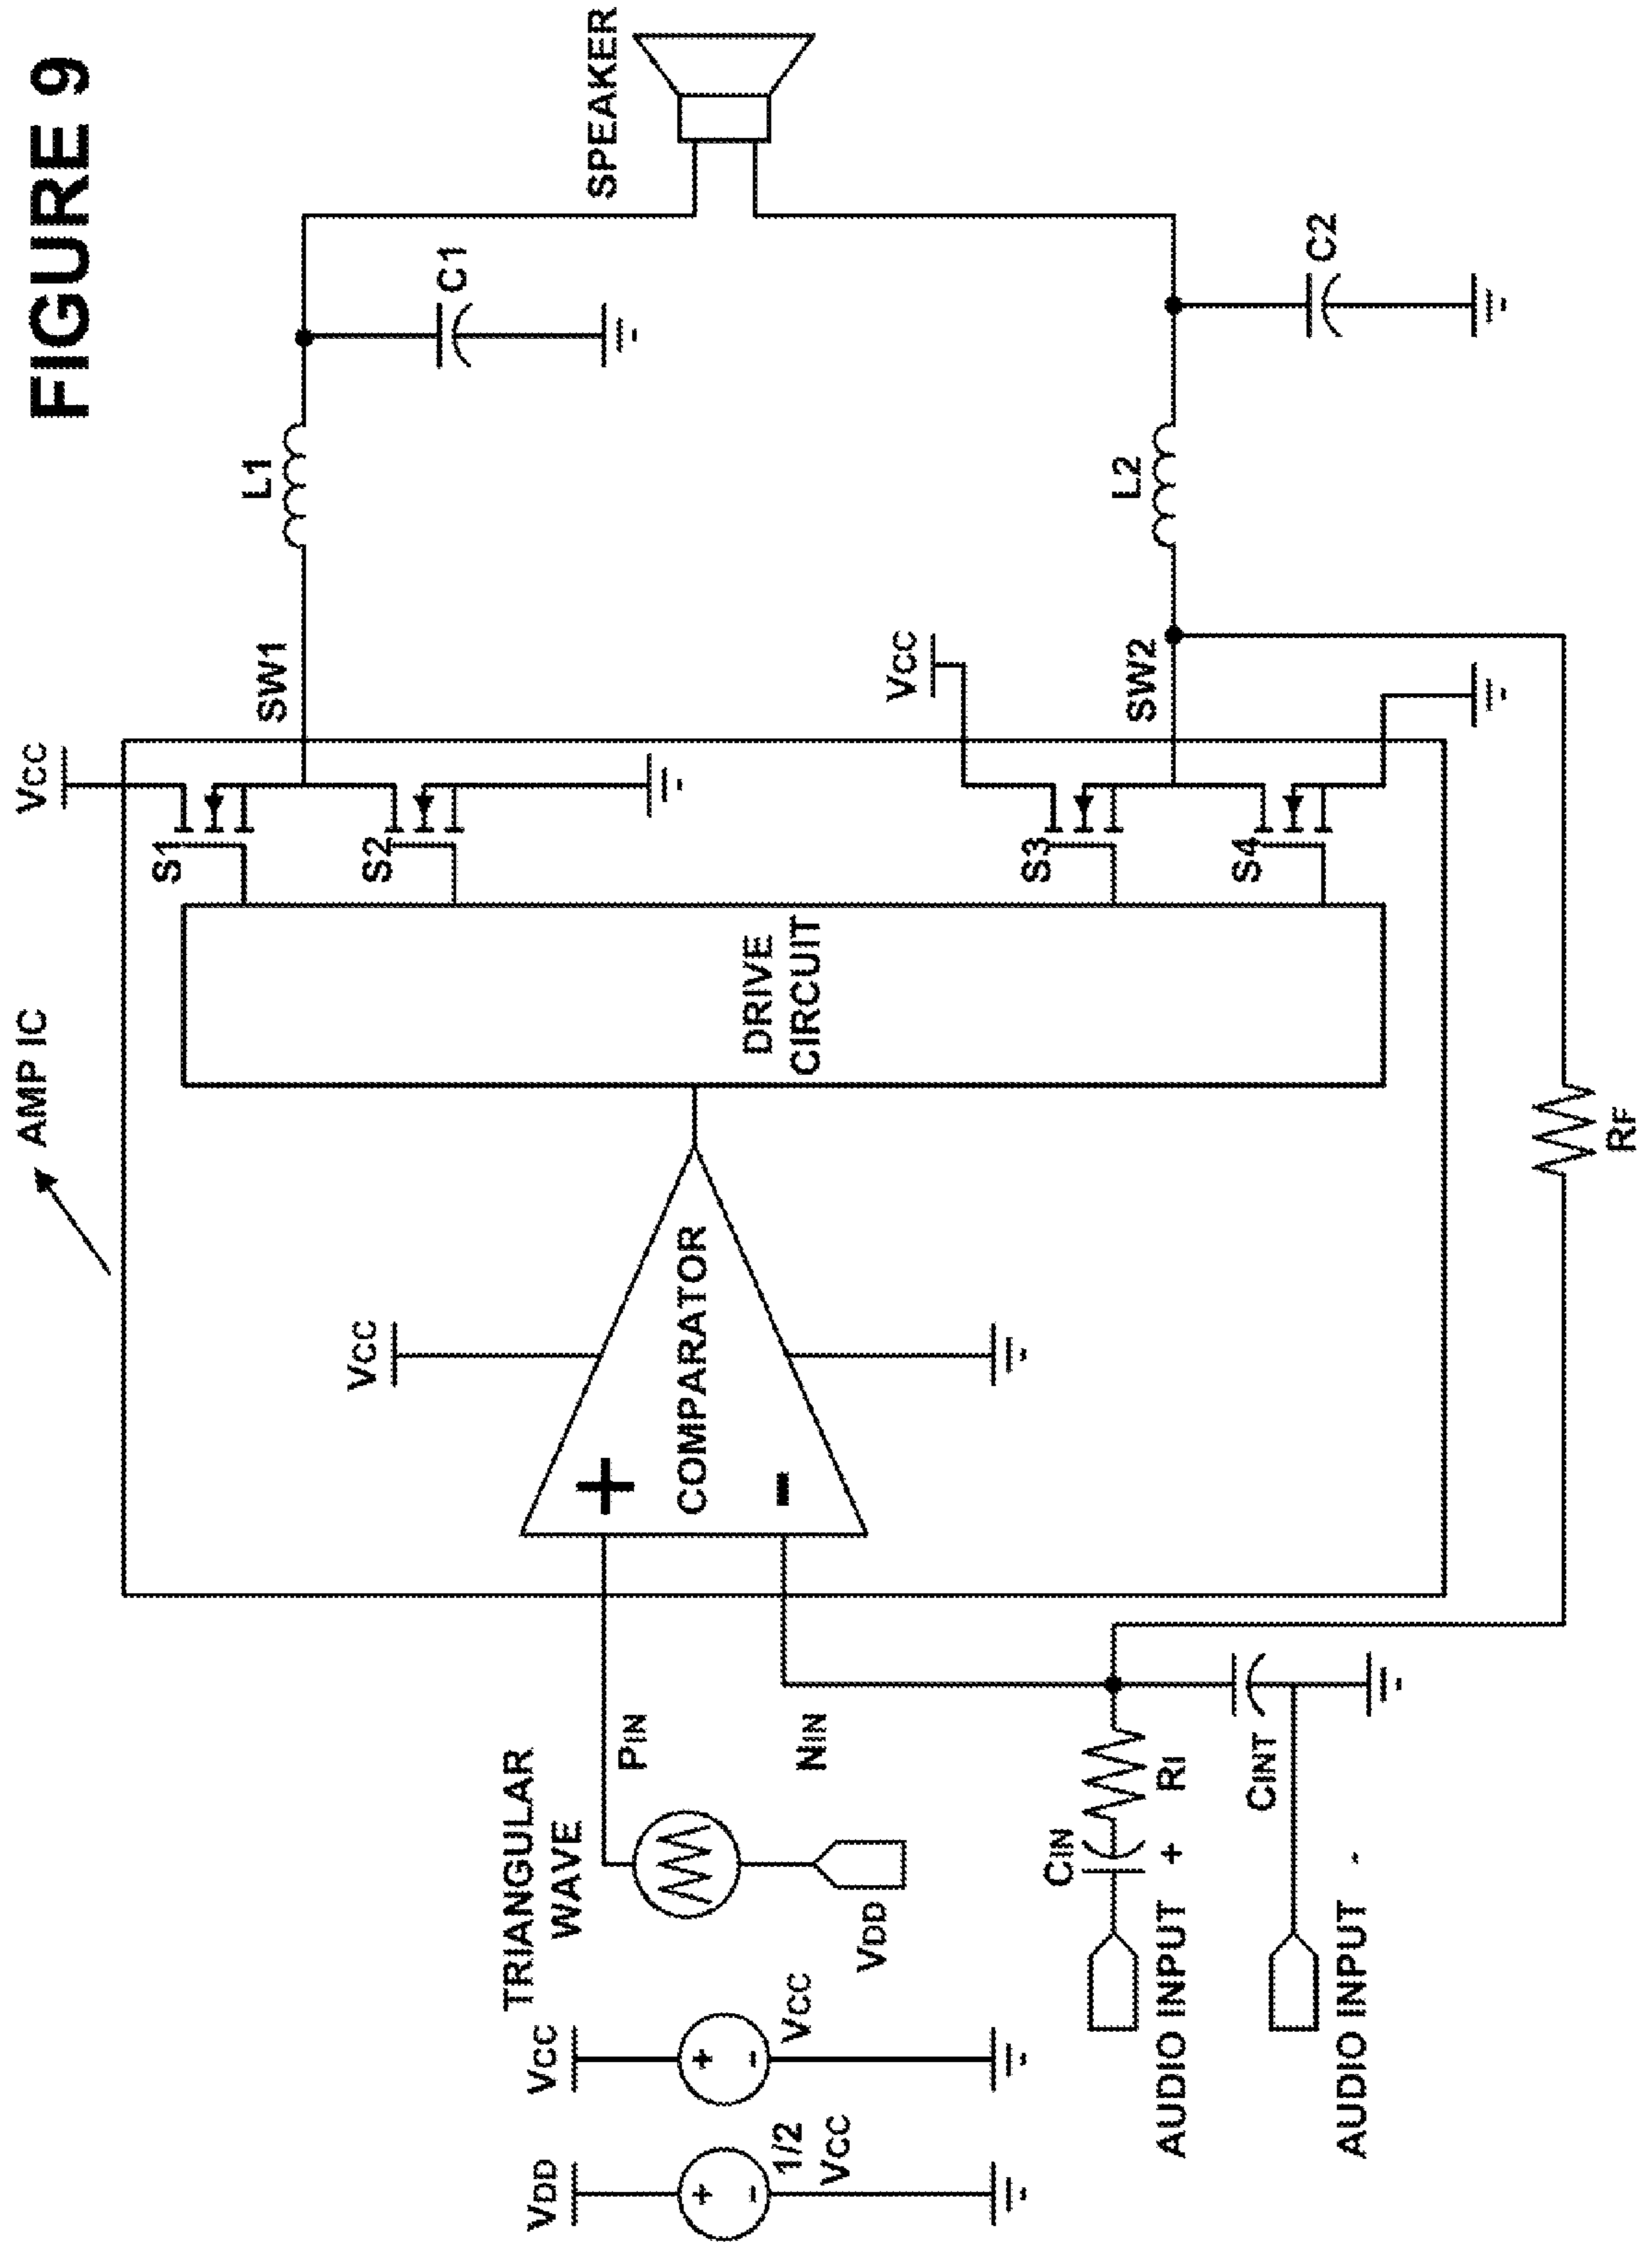 FIGURE 9
AMP IC
VCC
S1
SW1
L1
C1
SPEAKER
S2
VCC
COMPARATOR
+
-
DRIVE
CIRCUIT
VCC
S3
SW2
L2
C2
S4
RF
TRIANGULAR
WAVE
PIN
NIN
VDD
VDD
+
-
1/2
VCC
VCC
+
-
VCC
CIN
RI
AUDIO INPUT +
CINT
AUDIO INPUT -